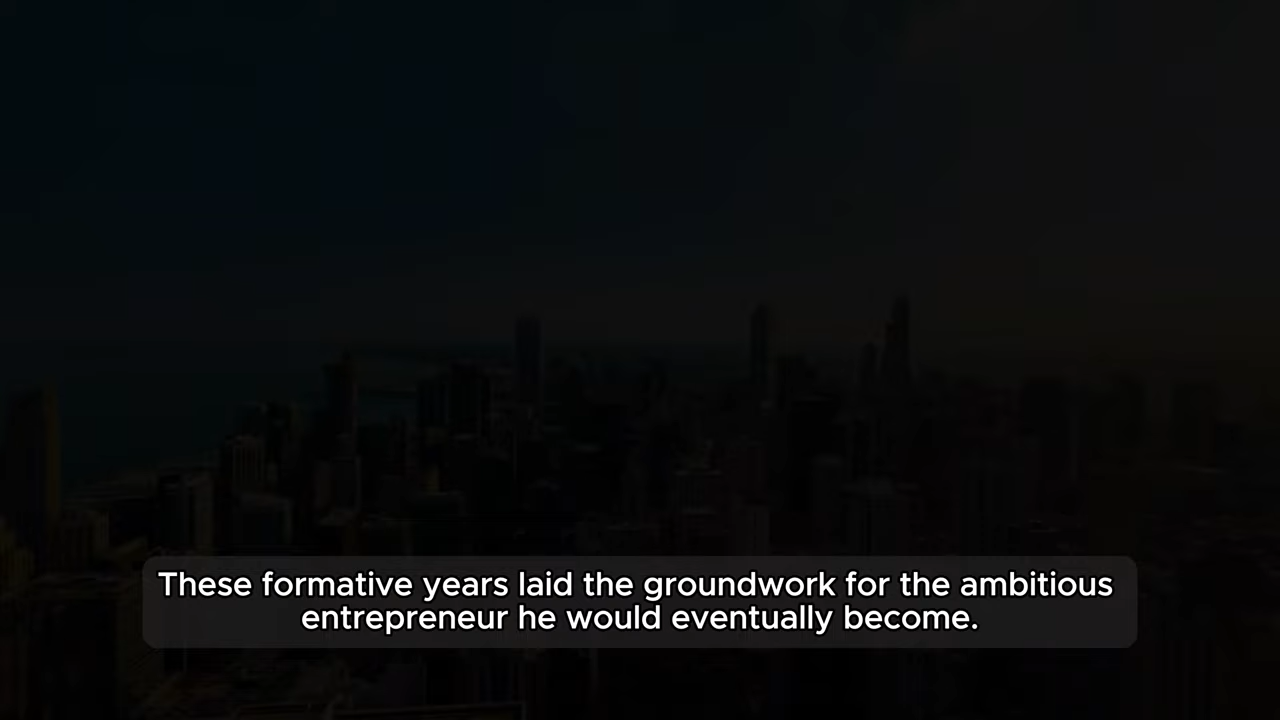 These formative years laid the groundwork for the ambitious
entrepreneur he would eventually become.